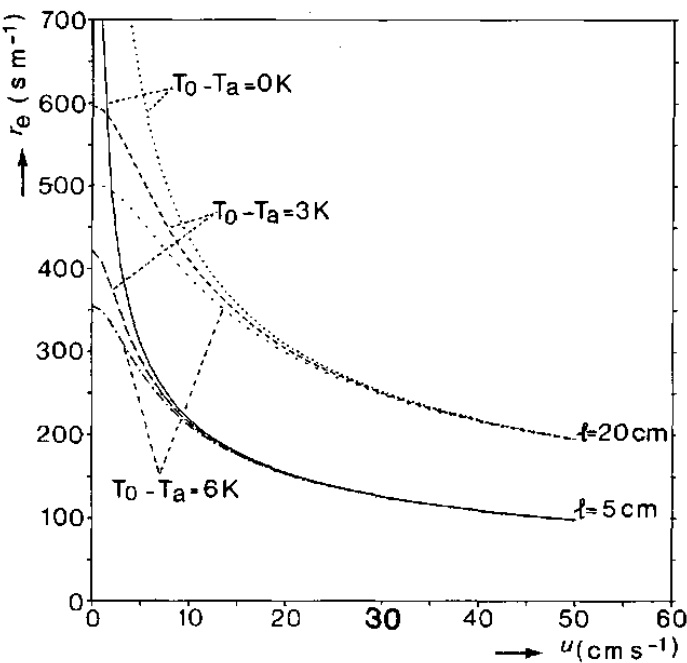 700
600
500
400
300
200
100
0
rₑ (s m⁻¹)
T₀-Tₐ=0K
T₀-Tₐ=3K
T₀-Tₐ=6K
ℓ=20cm
ℓ=5cm
0 10 20 30 40 50 60
u(cm s⁻¹)